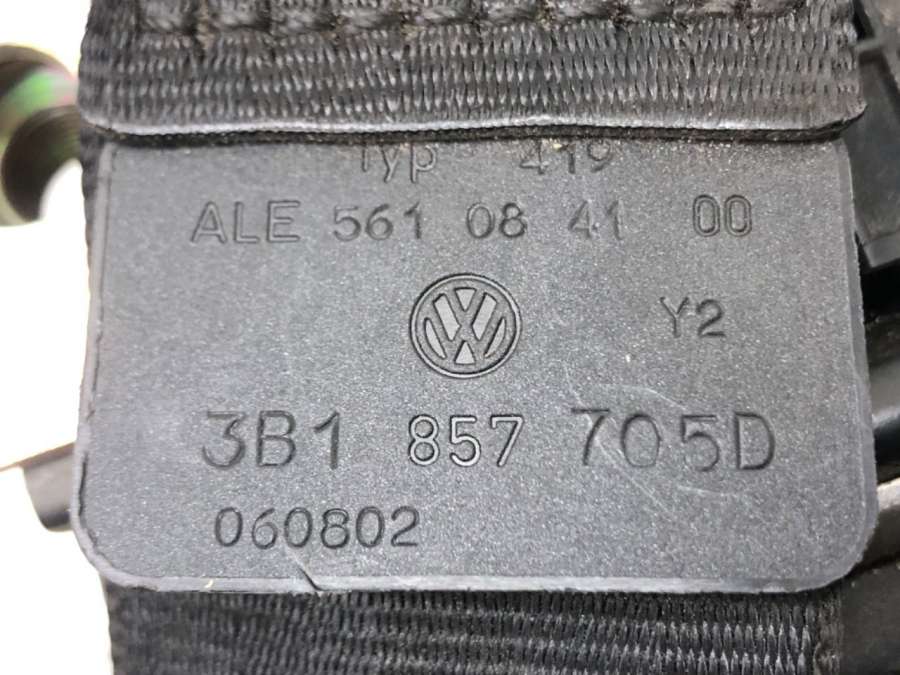 Typ 419
ALE 561 08 41 00
Y2
3B1 857 705D
060802